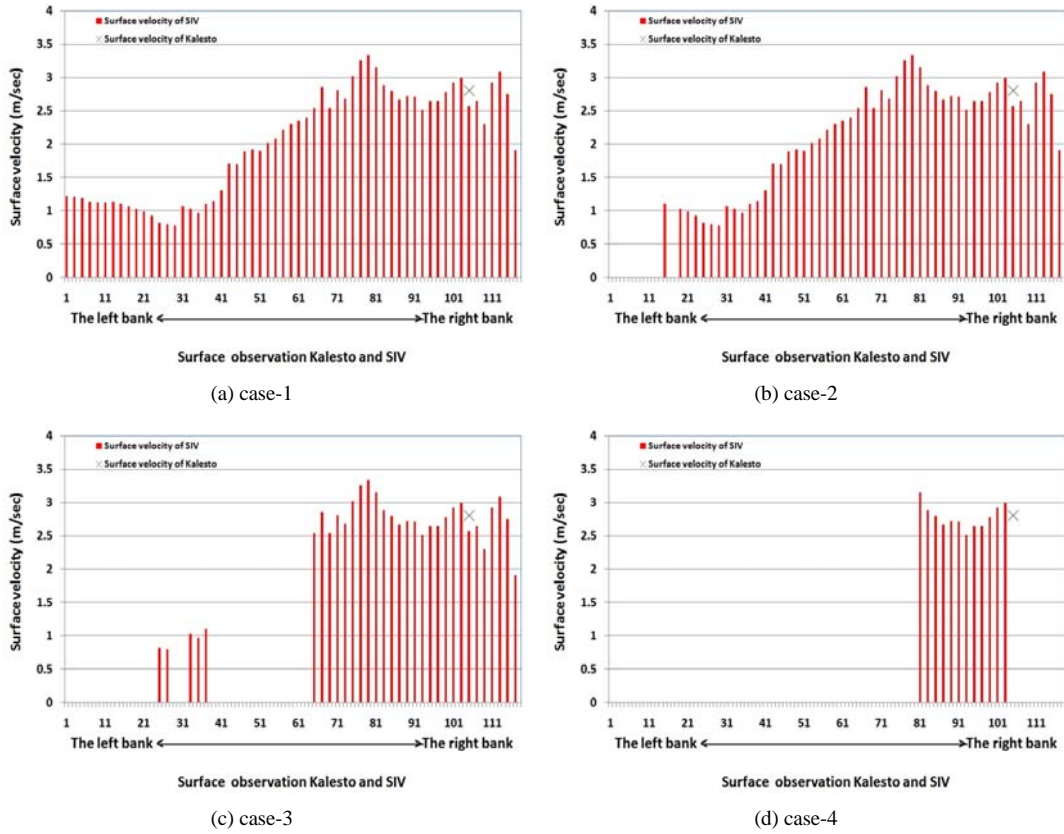 4
3.5
3
2.5
2
1.5
1
0.5
0
Surface velocity (m/sec)
Surface velocity of SIV
Surface velocity of Kalesto
1 11 21 31 41 51 61 71 81 91 101 111
The left bank The right bank
Surface observation Kalesto and SIV
(a) case-1
4
3.5
3
2.5
2
1.5
1
0.5
0
Surface velocity (m/sec)
Surface velocity of SIV
Surface velocity of Kalesto
1 11 21 31 41 51 61 71 81 91 101 111
The left bank The right bank
Surface observation Kalesto and SIV
(b) case-2
4
3.5
3
2.5
2
1.5
1
0.5
0
Surface velocity (m/sec)
Surface velocity of SIV
Surface velocity of Kalesto
1 11 21 31 41 51 61 71 81 91 101 111
The left bank The right bank
Surface observation Kalesto and SIV
(c) case-3
4
3.5
3
2.5
2
1.5
1
0.5
0
Surface velocity (m/sec)
Surface velocity of SIV
Surface velocity of Kalesto
1 11 21 31 41 51 61 71 81 91 101 111
The left bank The right bank
Surface observation Kalesto and SIV
(d) case-4